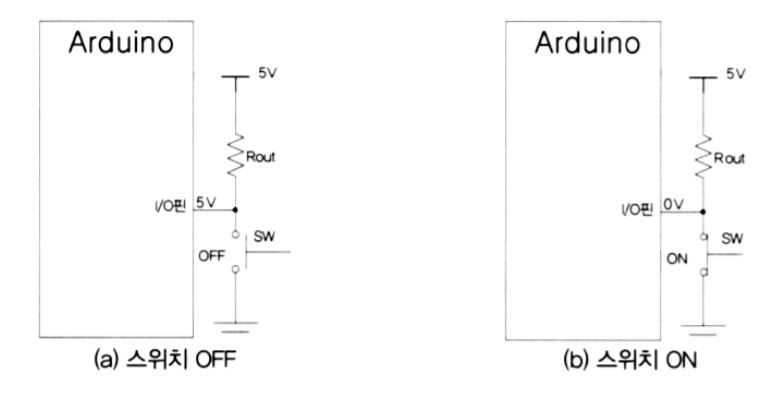 Arduino
5V
Rout
I/O핀 5V
SW
OFF
(a) 스위치 OFF
Arduino
5V
Rout
I/O핀 0V
SW
ON
(b) 스위치 ON